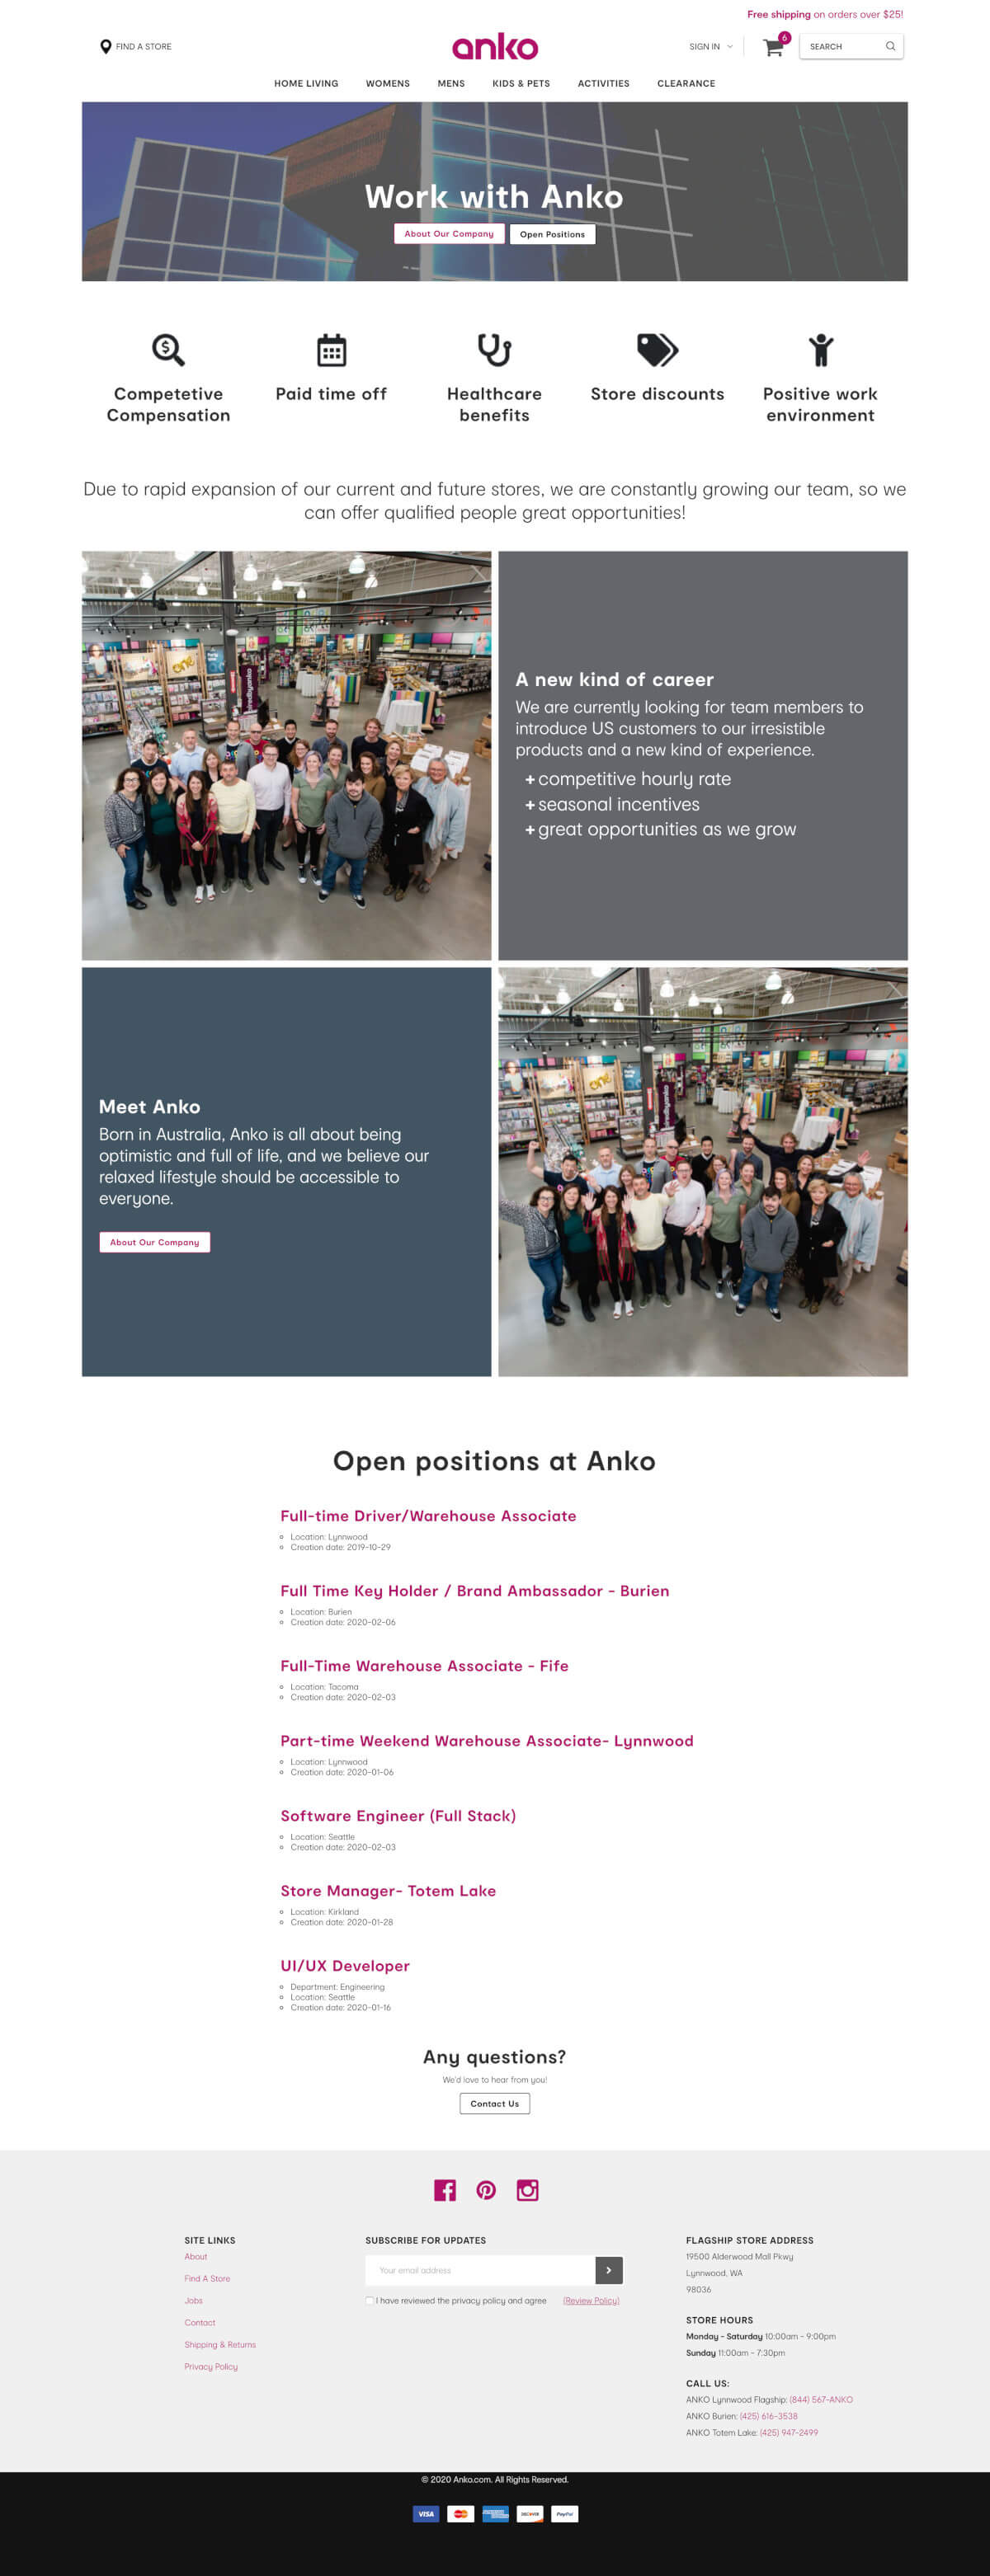 Free shipping on orders over $25!
FIND A STORE
anko
SIGN IN
6
SEARCH
HOME LIVING WOMENS MENS KIDS & PETS ACTIVITIES CLEARANCE
Work with Anko
About Our Company
Open Positions
Competetive
Compensation
Paid time off
Healthcare
benefits
Store discounts
Positive work
environment
Due to rapid expansion of our current and future stores, we are constantly growing our team, so we
can offer qualified people great opportunities!
A new kind of career
We are currently looking for team members to
introduce US customers to our irresistible
products and a new kind of experience.
+ competitive hourly rate
+ seasonal incentives
+ great opportunities as we grow
Meet Anko
Born in Australia, Anko is all about being
optimistic and full of life, and we believe our
relaxed lifestyle should be accessible to
everyone.
About Our Company
Open positions at Anko
Full-time Driver/Warehouse Associate
Location: Lynnwood
Creation date: 2019-10-29
Full Time Key Holder / Brand Ambassador - Burien
Location: Burien
Creation date: 2020-02-06
Full-Time Warehouse Associate - Fife
Location: Tacoma
Creation date: 2020-02-03
Part-time Weekend Warehouse Associate- Lynnwood
Location: Lynnwood
Creation date: 2020-01-06
Software Engineer (Full Stack)
Location: Seattle
Creation date: 2020-02-03
Store Manager- Totem Lake
Location: Kirkland
Creation date: 2020-01-28
UI/UX Developer
Department: Engineering
Location: Seattle
Creation date: 2020-01-16
Any questions?
We'd love to hear from you!
Contact Us
SITE LINKS
About
Find A Store
Jobs
Contact
Shipping & Returns
Privacy Policy
SUBSCRIBE FOR UPDATES
Your email address
I have reviewed the privacy policy and agree (Review Policy)
FLAGSHIP STORE ADDRESS
19500 Alderwood Mall Pkwy
Lynnwood, WA
98036
STORE HOURS
Monday - Saturday 10:00am - 9:00pm
Sunday 11:00am - 7:30pm
CALL US:
ANKO Lynnwood Flagship: (844) 567-ANKO
ANKO Burien: (425) 616-3538
ANKO Totem Lake: (425) 947-2499
© 2020 Anko.com. All Rights Reserved.
VISA
DISCOVER
PayPal